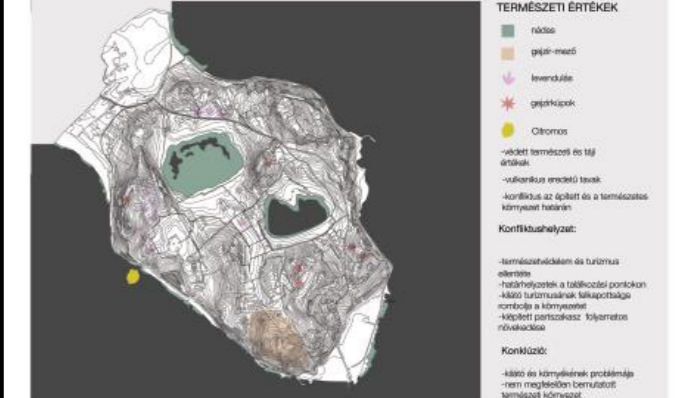 TERMÉSZETI ÉRTÉKEK
nádas
gejzír-mező
levendulás
gejzírkúpok
Citromos
-védett természeti és táji
értékek
-vulkanikus eredetű tavak
-konfliktus az épített és a természetes
környezet határán
Konfliktushelyzet:
-természetvédelem és turizmus
ellentéte
-határhelyzetek a találkozási pontokon
-kilátó turizmusának felkapottsága
rombolja a környezetet
-kiépített partszakasz folyamatos
növekedése
Konklúzió:
-kilátó és környékének problémája
-nem megfelelően bemutatott
természeti környezet